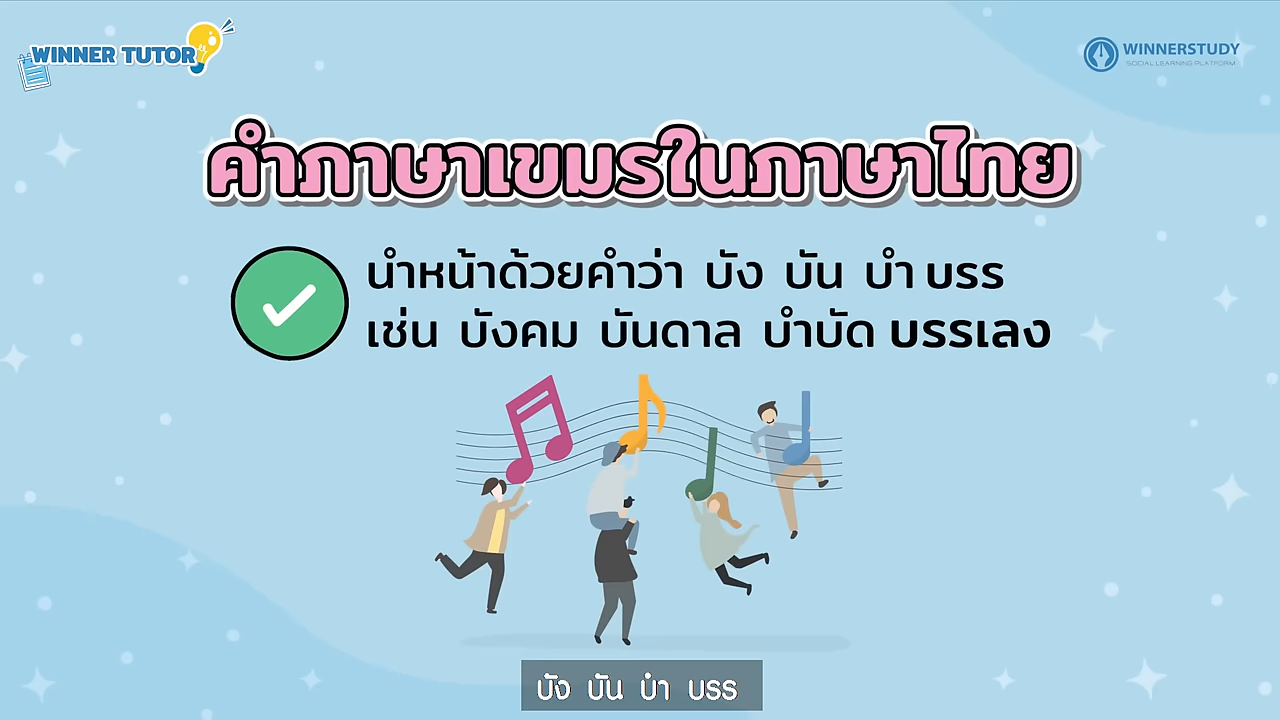 WINNER TUTOR
WINNERSTUDY
SOCIAL LEARNING PLATFORM
คำภาษาเขมรในภาษาไทย
นำหน้าด้วยคำว่า บัง บัน บำ บรร
เช่น บังคม บันดาล บำบัด บรรเลง
บัง บัน บำ บรร